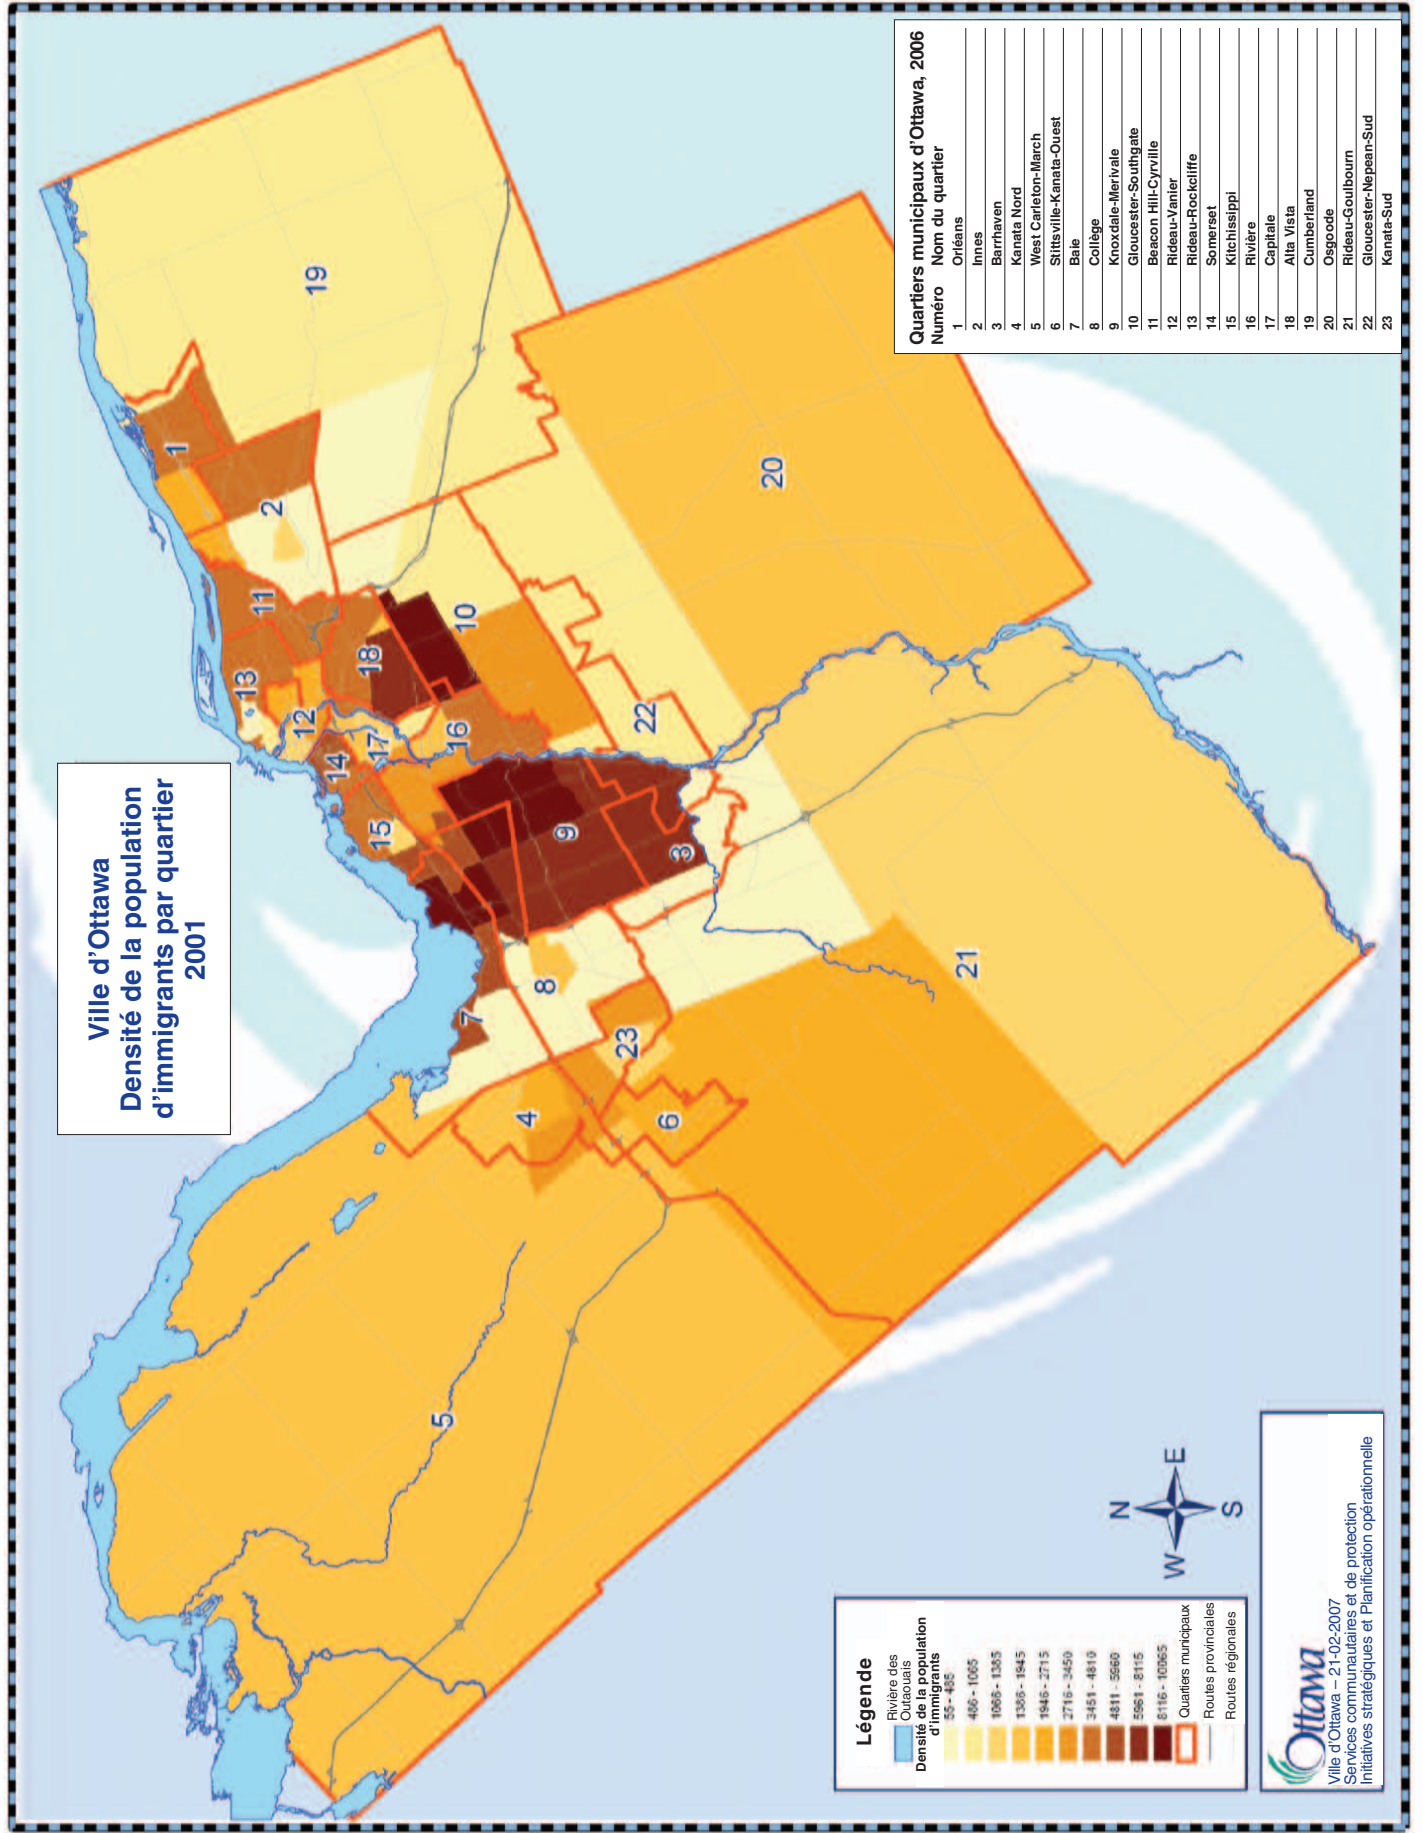 Ville d'Ottawa
Densité de la population
d'immigrants par quartier
2001
19
1
2
11
13
12
18
10
20
14
17
16
22
15
9
3
7
8
23
4
6
21
5
Quartiers municipaux d'Ottawa, 2006
Numéro Nom du quartier
1 Orléans
2 Innes
3 Barrhaven
4 Kanata Nord
5 West Carleton-March
6 Stittsville-Kanata-Ouest
7 Baie
8 Collège
9 Knoxdale-Merivale
10 Gloucester-Southgate
11 Beacon Hill-Cyrville
12 Rideau-Vanier
13 Rideau-Rockcliffe
14 Somerset
15 Kitchissippi
16 Rivière
17 Capitale
18 Alta Vista
19 Cumberland
20 Osgoode
21 Rideau-Goulbourn
22 Gloucester-Nepean-Sud
23 Kanata-Sud
Légende
Rivière des
Outaouais
Densité de la population
d'immigrants
55 - 485
486 - 1065
1066 - 1385
1386 - 1945
1946 - 2715
2716 - 3450
3451 - 4810
4811 - 5960
5961 - 8115
8116 - 10065
Quartiers municipaux
Routes provinciales
Routes régionales
N
W E
S
Ottawa
Ville d'Ottawa – 21-02-2007
Services communautaires et de protection
Initiatives stratégiques et Planification opérationnelle